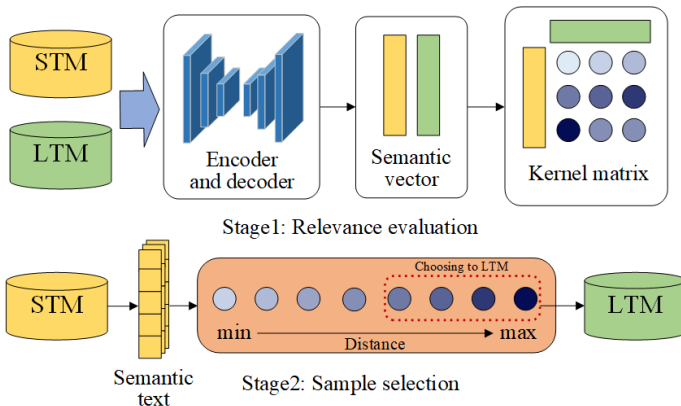 STM
LTM
Encoder
and decoder
Semantic
vector
Kernel matrix
Stage1: Relevance evaluation
STM
Semantic
text
Choosing to LTM
min
max
Distance
LTM
Stage2: Sample selection